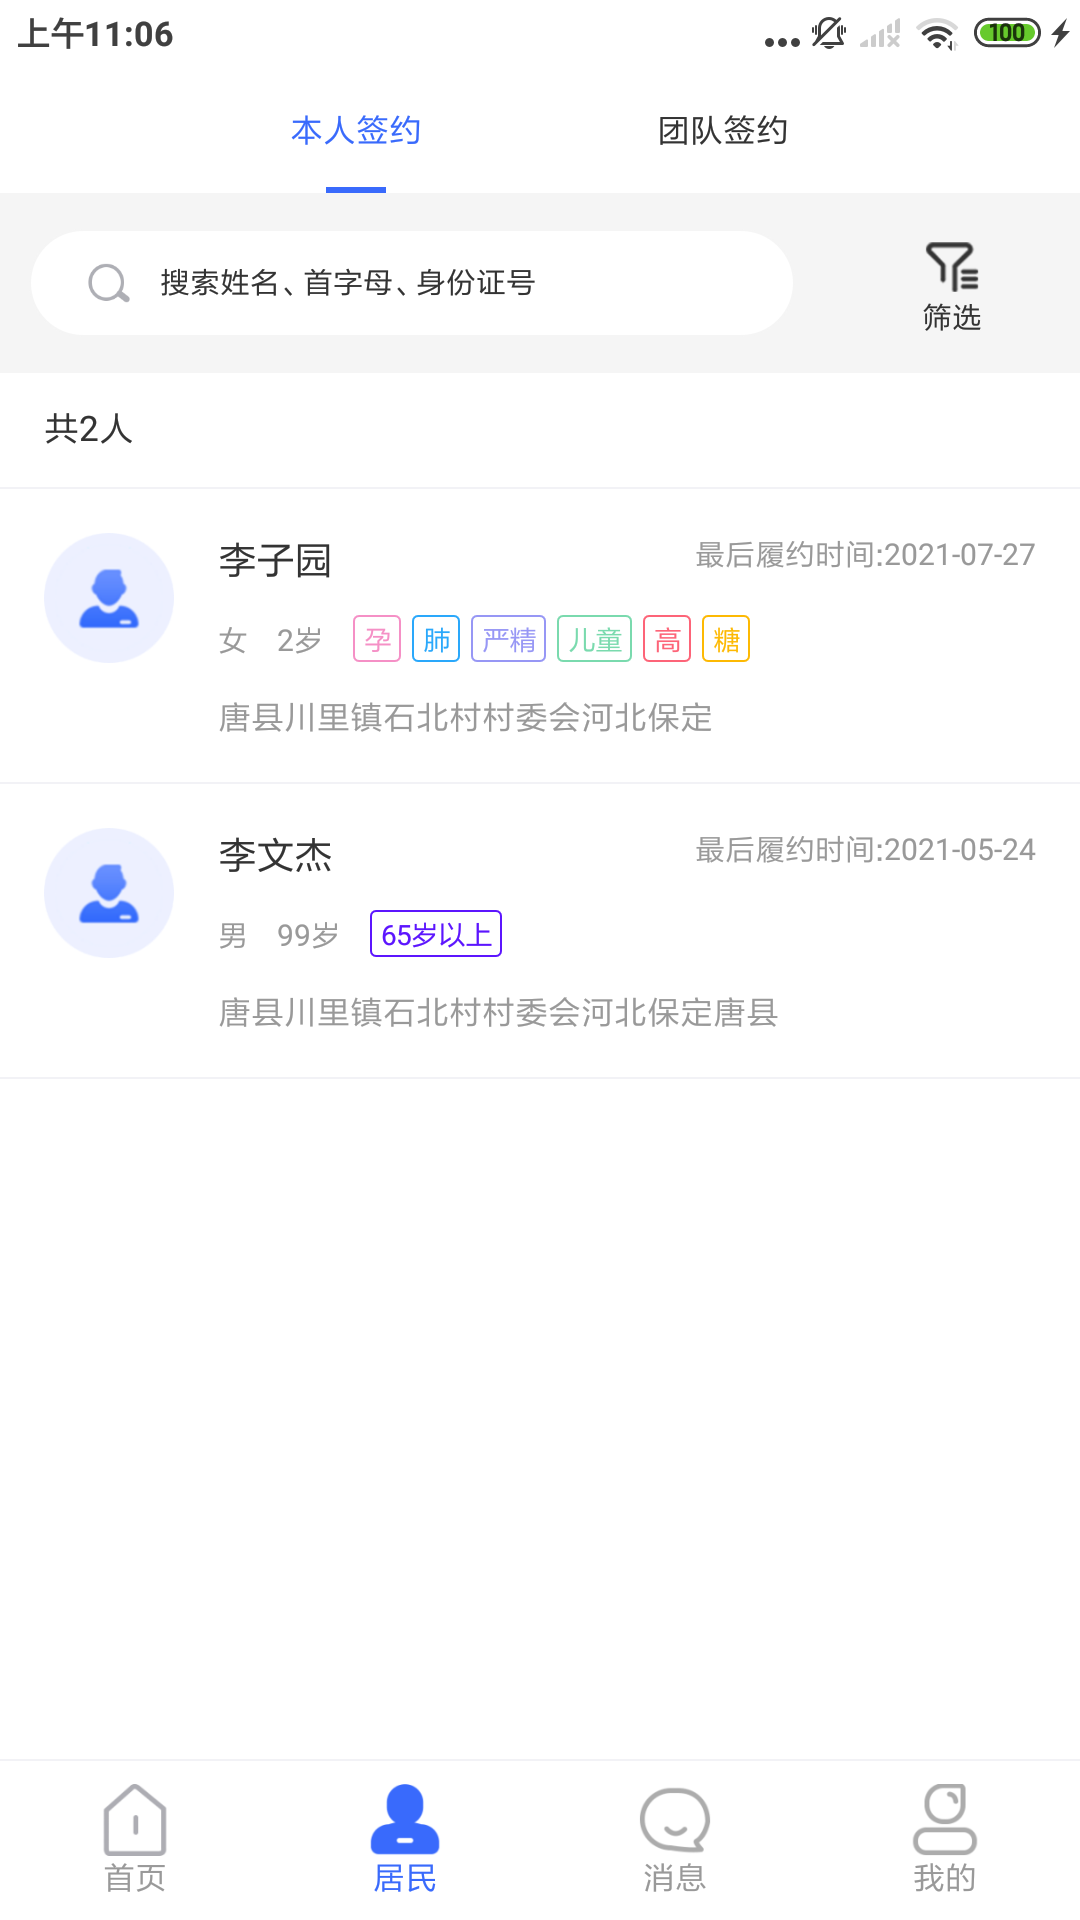 上午11:06
100
本人签约 团队签约
搜索姓名、首字母、身份证号
筛选
共2人
李子园 最后履约时间:2021-07-27
女 2岁 孕 肺 严精 儿童 高 糖
唐县川里镇石北村村委会河北保定
李文杰 最后履约时间:2021-05-24
男 99岁 65岁以上
唐县川里镇石北村村委会河北保定唐县
首页 居民 消息 我的